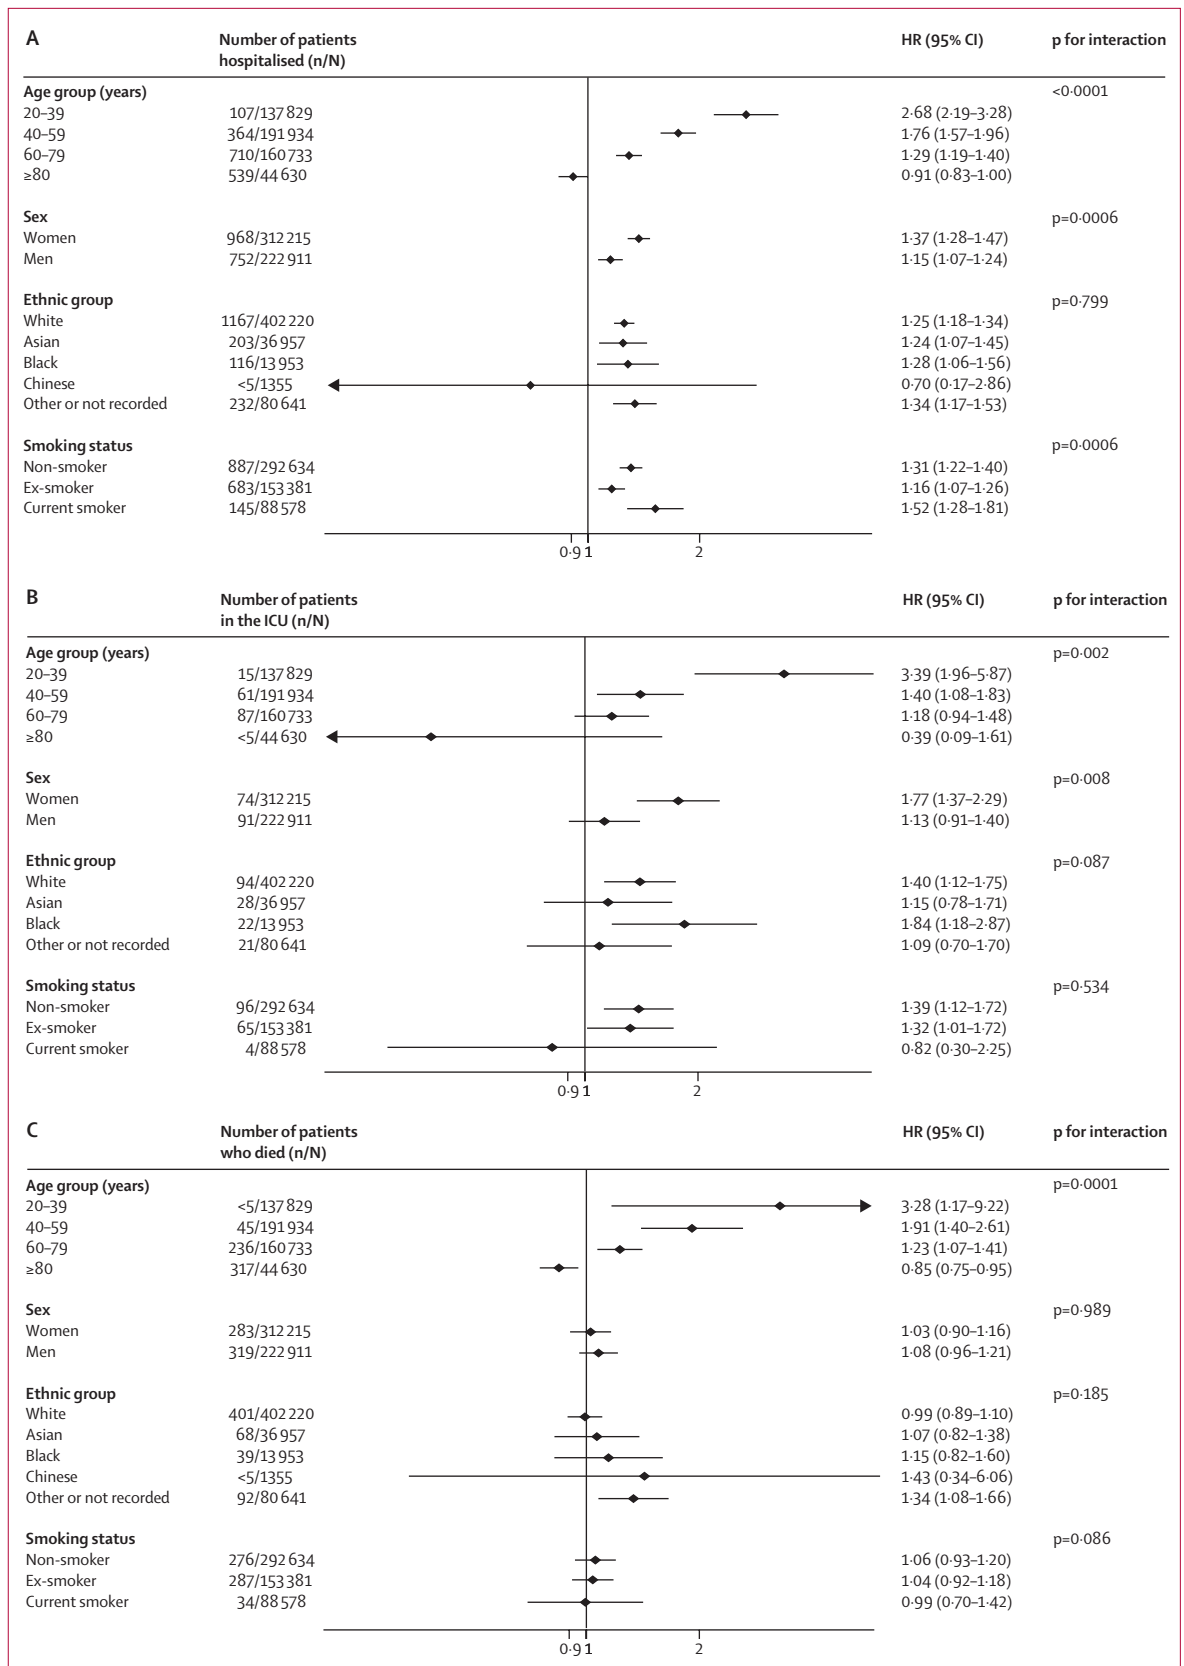 A Number of patients HR (95% CI) p for interaction
hospitalised (n/N)
Age group (years) <0·0001
20–39 107/137 829 2·68 (2·19–3·28)
40–59 364/191 934 1·76 (1·57–1·96)
60–79 710/160 733 1·29 (1·19–1·40)
≥80 539/44 630 0·91 (0·83–1·00)
Sex p=0·0006
Women 968/312 215 1·37 (1·28–1·47)
Men 752/222 911 1·15 (1·07–1·24)
Ethnic group p=0·799
White 1167/402 220 1·25 (1·18–1·34)
Asian 203/36 957 1·24 (1·07–1·45)
Black 116/13 953 1·28 (1·06–1·56)
Chinese <5/1355 0·70 (0·17–2·86)
Other or not recorded 232/80 641 1·34 (1·17–1·53)
Smoking status p=0·0006
Non-smoker 887/292 634 1·31 (1·22–1·40)
Ex-smoker 683/153 381 1·16 (1·07–1·26)
Current smoker 145/88 578 1·52 (1·28–1·81)
0·9 1 2
B Number of patients HR (95% CI) p for interaction
in the ICU (n/N)
Age group (years) p=0·002
20–39 15/137 829 3·39 (1·96–5·87)
40–59 61/191 934 1·40 (1·08–1·83)
60–79 87/160 733 1·18 (0·94–1·48)
≥80 <5/44 630 0·39 (0·09–1·61)
Sex p=0·008
Women 74/312 215 1·77 (1·37–2·29)
Men 91/222 911 1·13 (0·91–1·40)
Ethnic group p=0·087
White 94/402 220 1·40 (1·12–1·75)
Asian 28/36 957 1·15 (0·78–1·71)
Black 22/13 953 1·84 (1·18–2·87)
Other or not recorded 21/80 641 1·09 (0·70–1·70)
Smoking status p=0·534
Non-smoker 96/292 634 1·39 (1·12–1·72)
Ex-smoker 65/153 381 1·32 (1·01–1·72)
Current smoker 4/88 578 0·82 (0·30–2·25)
0·9 1 2
C Number of patients HR (95% CI) p for interaction
who died (n/N)
Age group (years) p=0·0001
20–39 <5/137 829 3·28 (1·17–9·22)
40–59 45/191 934 1·91 (1·40–2·61)
60–79 236/160 733 1·23 (1·07–1·41)
≥80 317/44 630 0·85 (0·75–0·95)
Sex p=0·989
Women 283/312 215 1·03 (0·90–1·16)
Men 319/222 911 1·08 (0·96–1·21)
Ethnic group p=0·185
White 401/402 220 0·99 (0·89–1·10)
Asian 68/36 957 1·07 (0·82–1·38)
Black 39/13 953 1·15 (0·82–1·60)
Chinese <5/1355 1·43 (0·34–6·06)
Other or not recorded 92/80 641 1·34 (1·08–1·66)
Smoking status p=0·086
Non-smoker 276/292 634 1·06 (0·93–1·20)
Ex-smoker 287/153 381 1·04 (0·92–1·18)
Current smoker 34/88 578 0·99 (0·70–1·42)
0·9 1 2